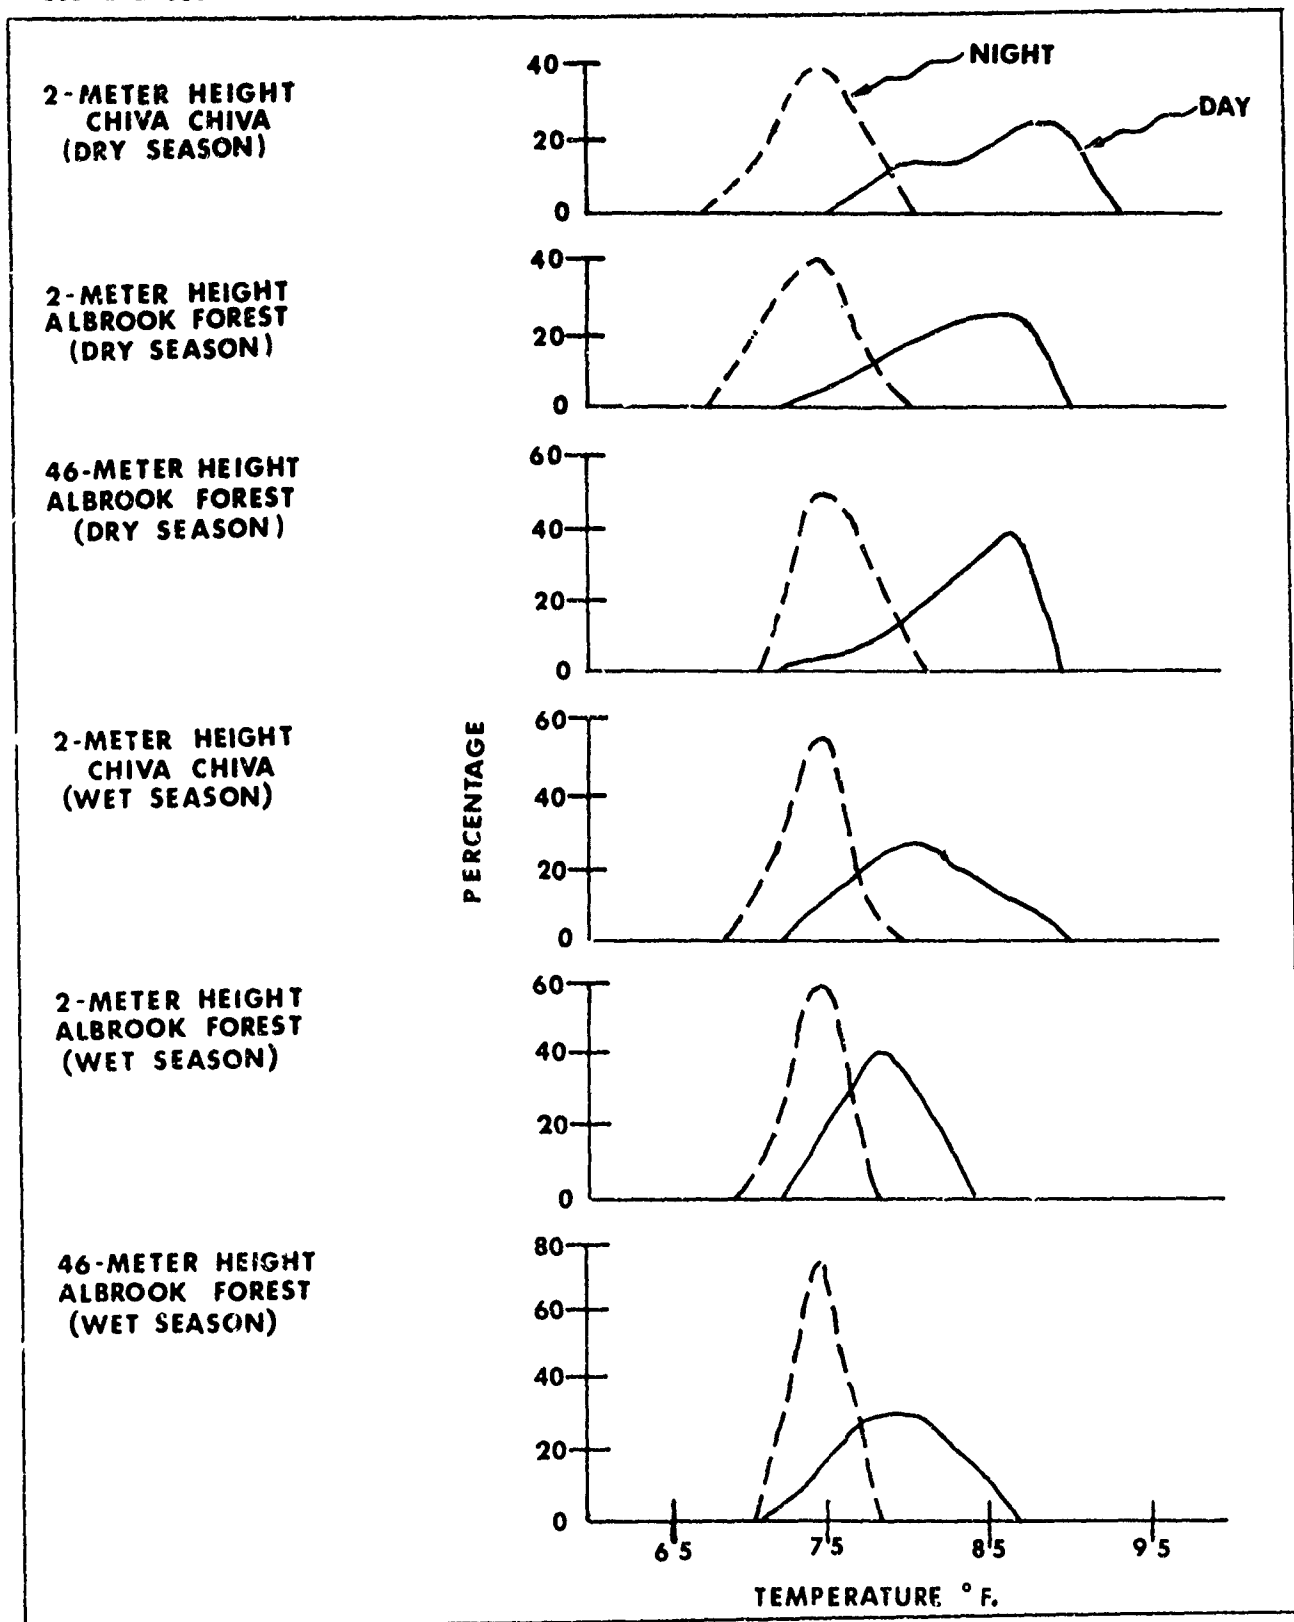 2-METER HEIGHT
CHIVA CHIVA
(DRY SEASON)
40
20
0
NIGHT
DAY
2-METER HEIGHT
ALBROOK FOREST
(DRY SEASON)
40
20
0
46-METER HEIGHT
ALBROOK FOREST
(DRY SEASON)
60
40
20
0
2-METER HEIGHT
CHIVA CHIVA
(WET SEASON)
PERCENTAGE
60
40
20
0
2-METER HEIGHT
ALBROOK FOREST
(WET SEASON)
60
40
20
0
46-METER HEIGHT
ALBROOK FOREST
(WET SEASON)
80
60
40
20
0
65 75 85 95
TEMPERATURE °F.